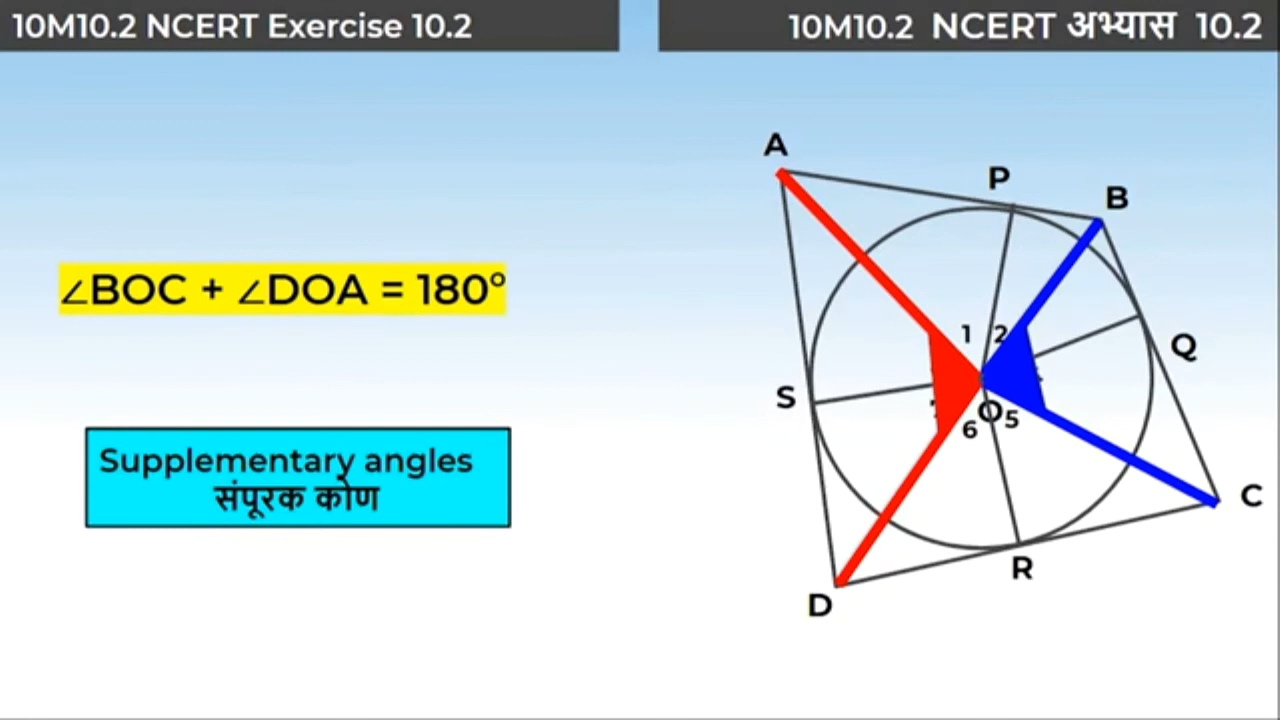 10M10.2 NCERT Exercise 10.2
10M10.2 NCERT अभ्यास 10.2
∠BOC + ∠DOA = 180°
Supplementary angles
संपूरक कोण
A
P
B
1 2
Q
S
O
5
6
C
R
D